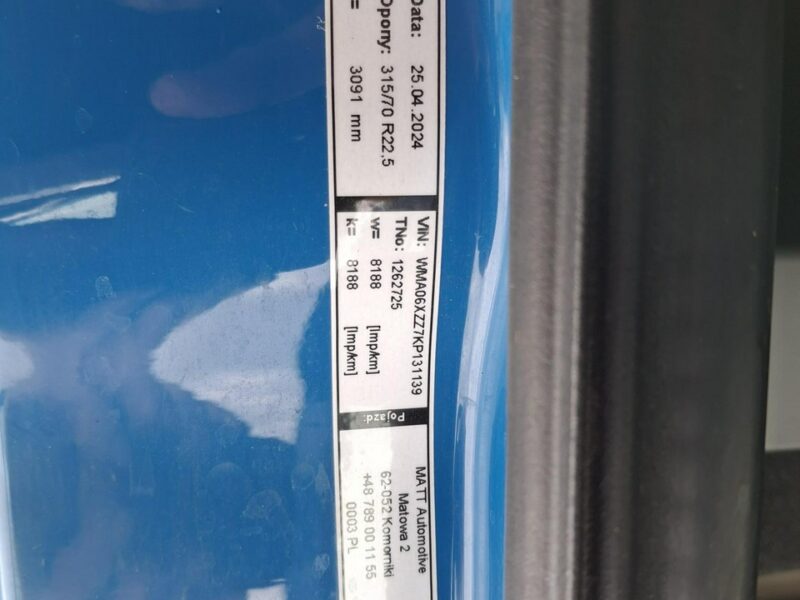 Data: 25.04.2024
Opony: 315/70 R22,5
= 3091 mm
VIN: WMA06XZZ7KP131139
TNo: 1262725
w= 8188 [Imp/km]
k= 8188 [Imp/km]
Pojazd:
MATT Automotive
Matowa 2
62-052 Komorniki
+48 789 00 11 55
0003 PL